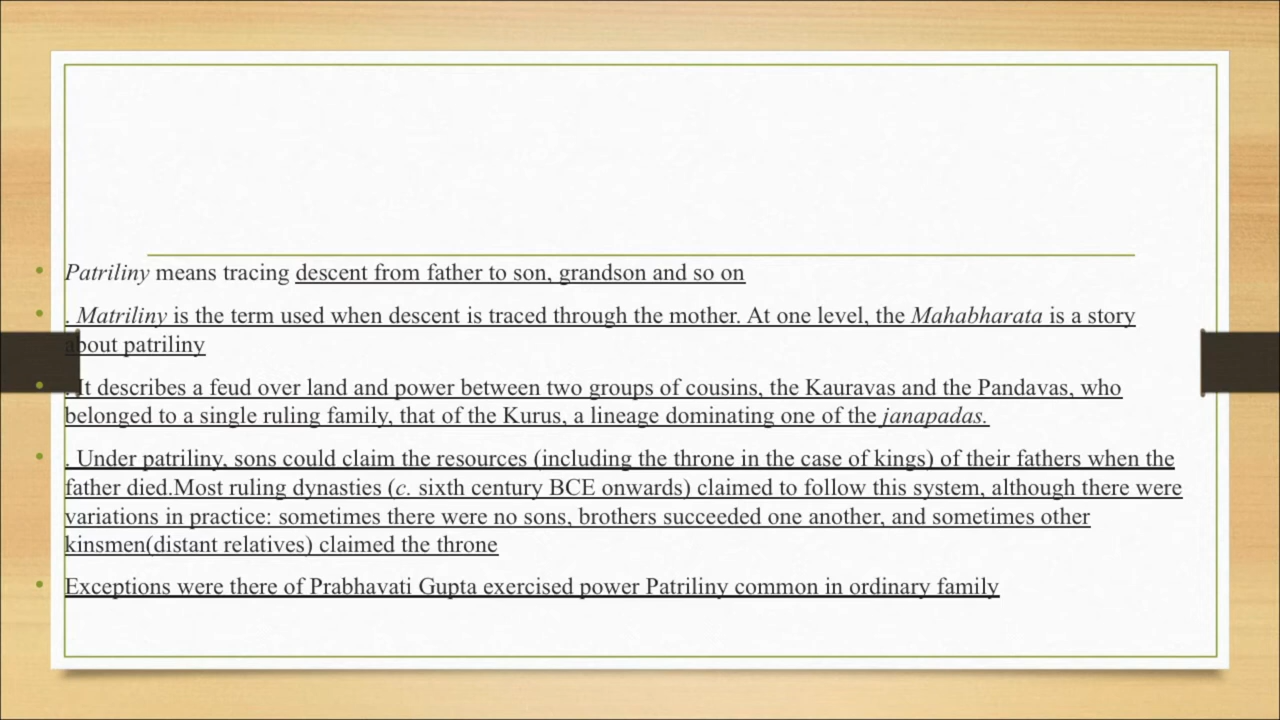 • Patriliny means tracing descent from father to son, grandson and so on
• . Matriliny is the term used when descent is traced through the mother. At one level, the Mahabharata is a story
about patriliny
• . It describes a feud over land and power between two groups of cousins, the Kauravas and the Pandavas, who
belonged to a single ruling family, that of the Kurus, a lineage dominating one of the janapadas.
• . Under patriliny, sons could claim the resources (including the throne in the case of kings) of their fathers when the
father died.Most ruling dynasties (c. sixth century BCE onwards) claimed to follow this system, although there were
variations in practice: sometimes there were no sons, brothers succeeded one another, and sometimes other
kinsmen(distant relatives) claimed the throne
• Exceptions were there of Prabhavati Gupta exercised power Patriliny common in ordinary family